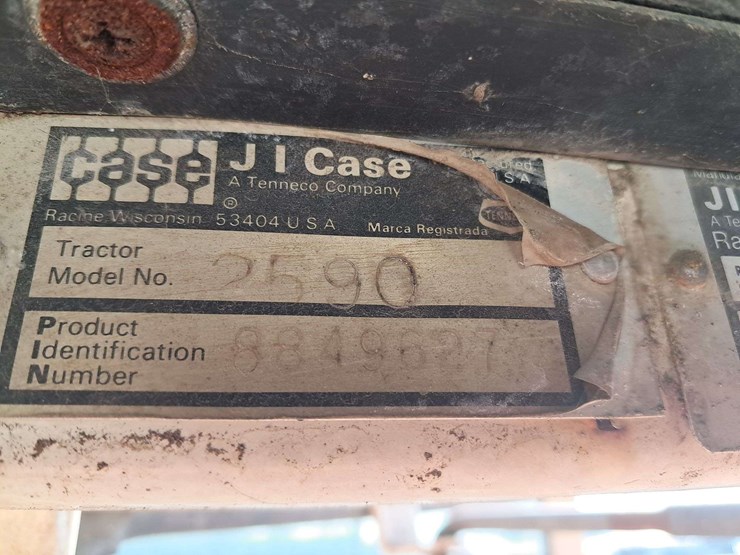 case
J I Case
A Tenneco Company
®
Racine Wisconsin 53404 U S A
Marca Registrada
S A
TENN
Tractor
Model No. 2590
Product
Identification
Number
JI
A Te
Ra